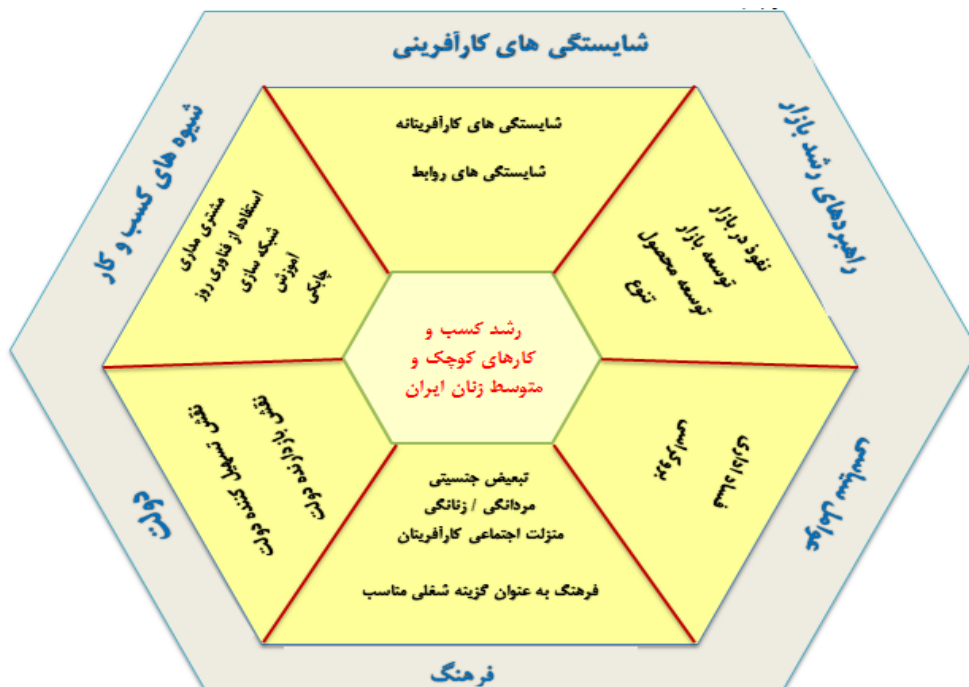 شایستگی های کارآفرینی
شایستگی های کارآفرینانه
شایستگی های روابط
راهبردهای رشد بازار
نفوذ در بازار
توسعه بازار
توسعه محصول
تنوع
عوامل سیاسی
فساد اداری
بروکراسی
فرهنگ
تبعیض جنسیتی
مردانگی / زنانگی
منزلت اجتماعی کارآفرینان
فرهنگ به عنوان گزینه شغلی مناسب
دولت
نقش تسهیل کننده دولت
نقش بازدارنده دولت
شیوه های کسب و کار
مشتری مداری
استفاده از فناوری روز
شبکه سازی
آموزش
چابکی
رشد کسب و
کارهای کوچک و
متوسط زنان ایران